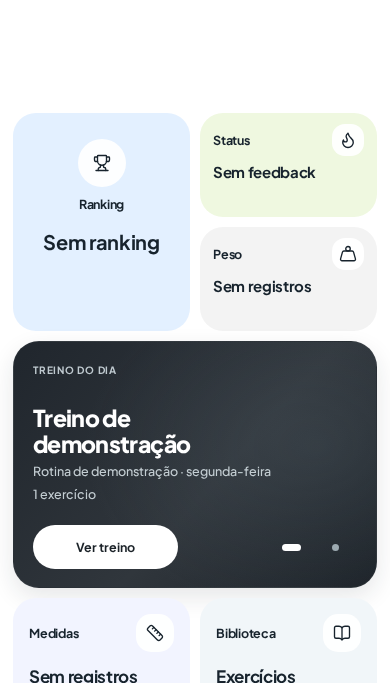 Ranking
Sem ranking
Status
Sem feedback
Peso
Sem registros
TREINO DO DIA
Treino de
demonstração
Rotina de demonstração · segunda-feira
1 exercício
Ver treino
Medidas
Sem registros
Biblioteca
Exercícios